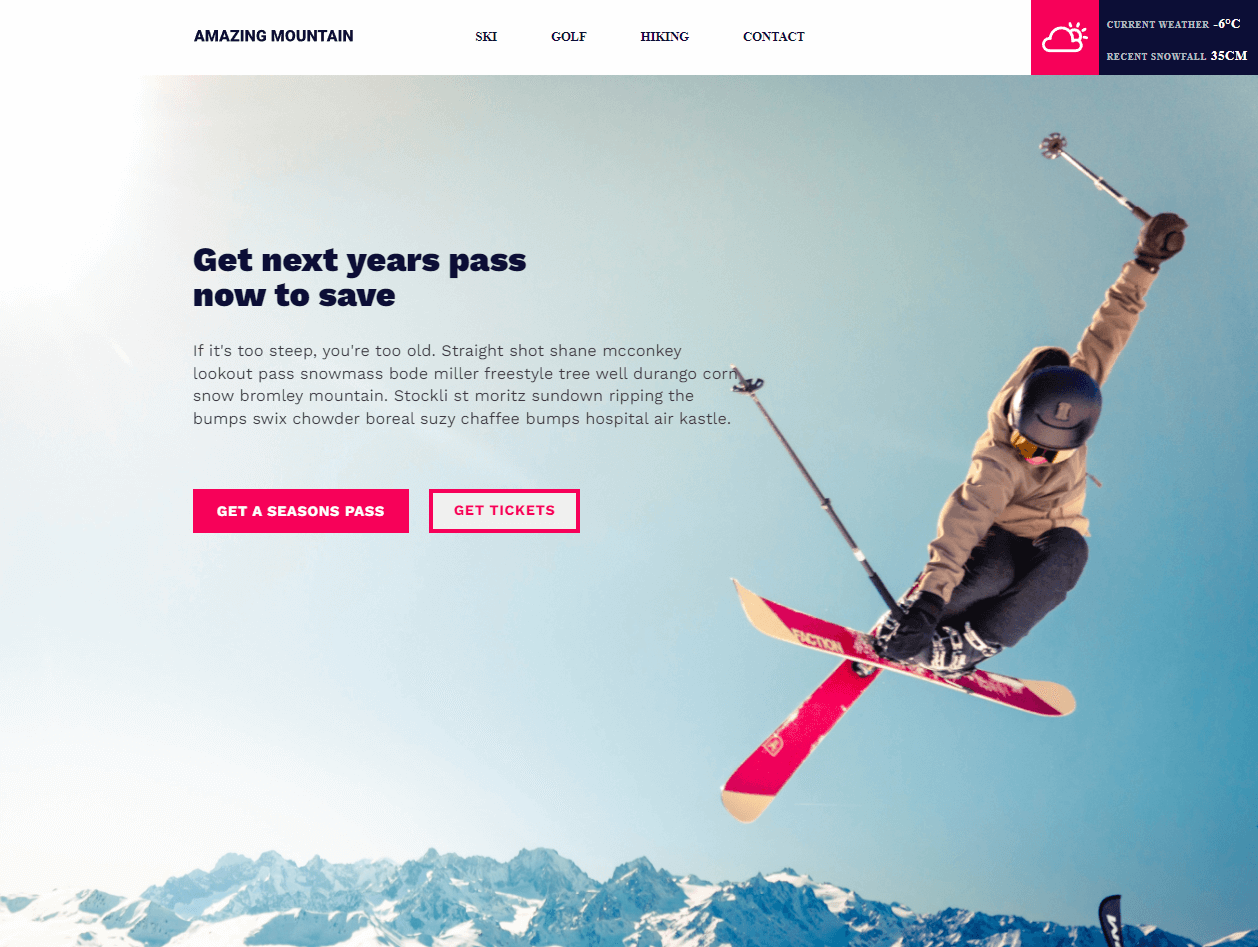 AMAZING MOUNTAIN
SKI
GOLF
HIKING
CONTACT
CURRENT WEATHER -6°C
RECENT SNOWFALL 35CM
Get next years pass
now to save
If it's too steep, you're too old. Straight shot shane mcconkey
lookout pass snowmass bode miller freestyle tree well durango corn
snow bromley mountain. Stockli st moritz sundown ripping the
bumps swix chowder boreal suzy chaffee bumps hospital air kastle.
GET A SEASONS PASS
GET TICKETS
FACTION